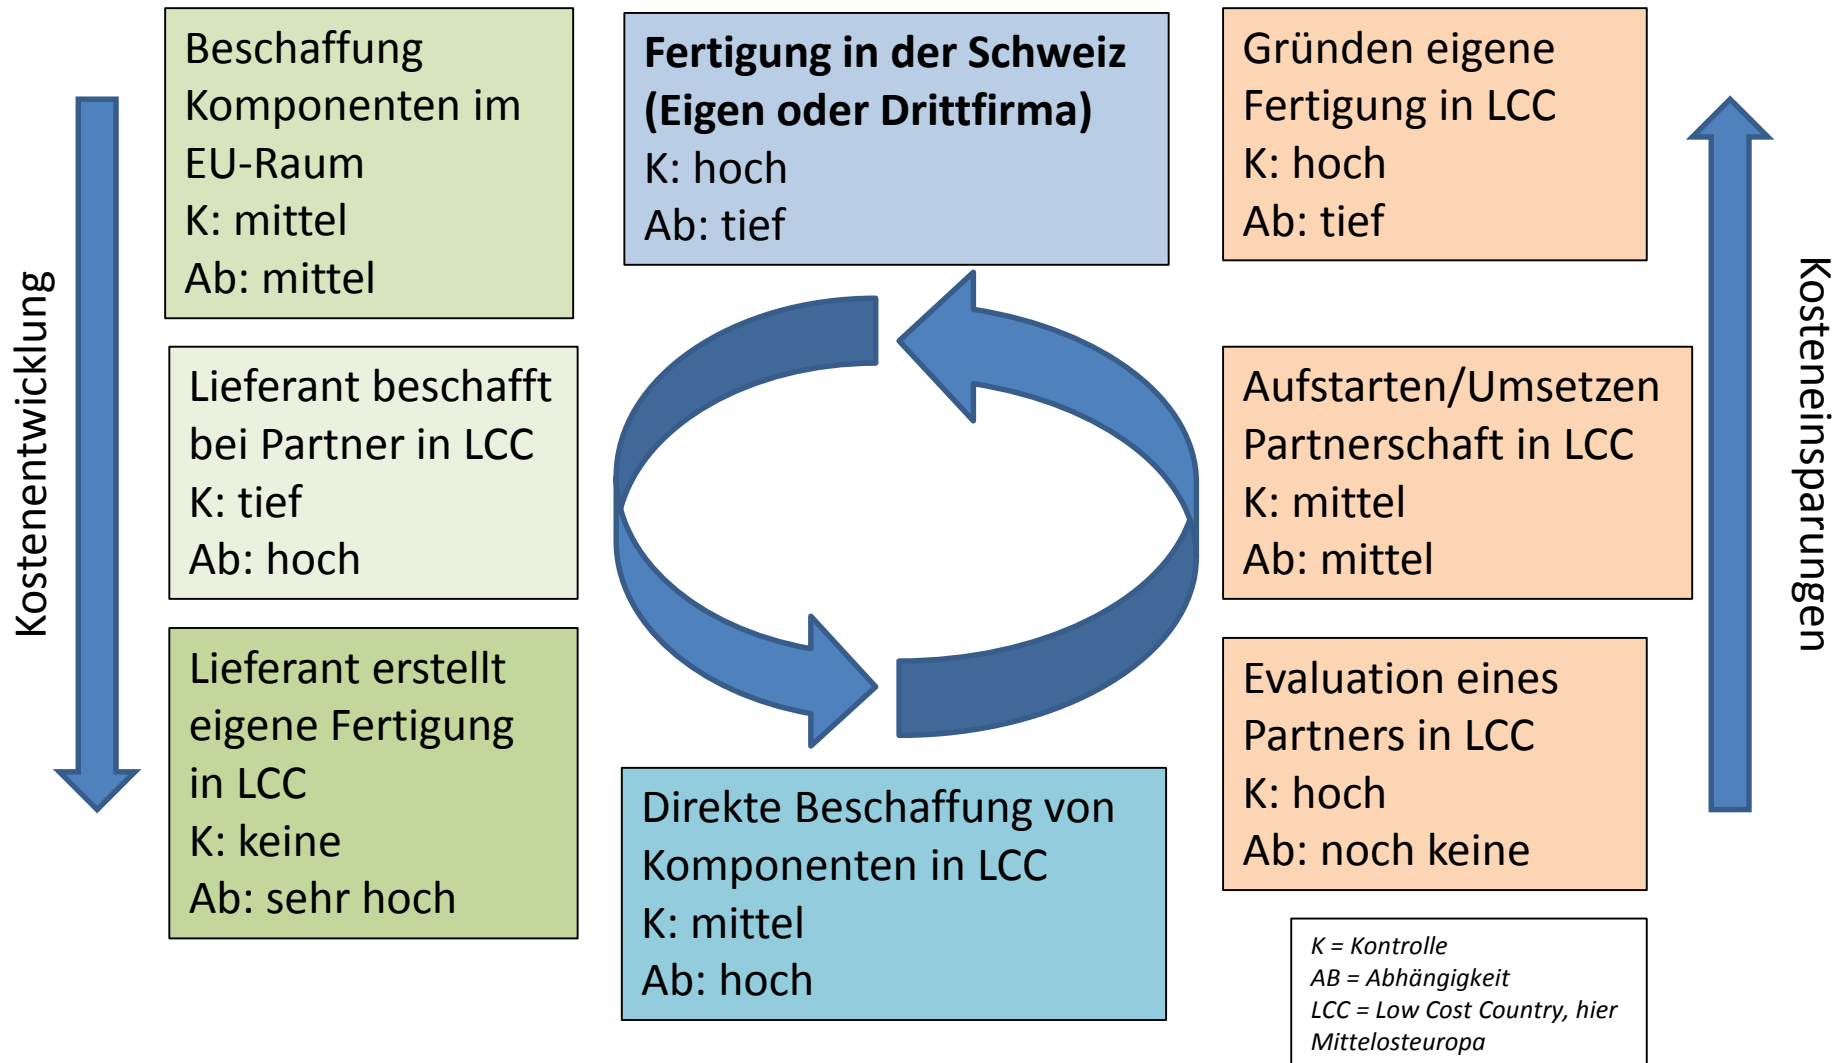 Kostenentwicklung
Beschaffung
Komponenten im
EU-Raum
K: mittel
Ab: mittel
Lieferant beschafft
bei Partner in LCC
K: tief
Ab: hoch
Lieferant erstellt
eigene Fertigung
in LCC
K: keine
Ab: sehr hoch
Fertigung in der Schweiz
(Eigen oder Drittfirma)
K: hoch
Ab: tief
Direkte Beschaffung von
Komponenten in LCC
K: mittel
Ab: hoch
Gründen eigene
Fertigung in LCC
K: hoch
Ab: tief
Aufstarten/Umsetzen
Partnerschaft in LCC
K: mittel
Ab: mittel
Evaluation eines
Partners in LCC
K: hoch
Ab: noch keine
Kosteneinsparungen
K = Kontrolle
AB = Abhängigkeit
LCC = Low Cost Country, hier
Mittelosteuropa